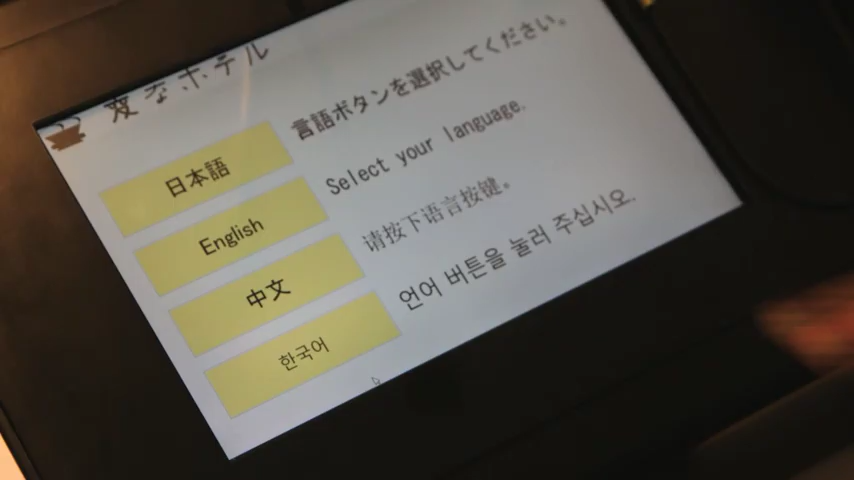 変なホテル
言語ボタンを選択してください。
日本語
Select your language.
English
请按下语言按键。
中文
언어 버튼을 눌러 주십시오.
한국어